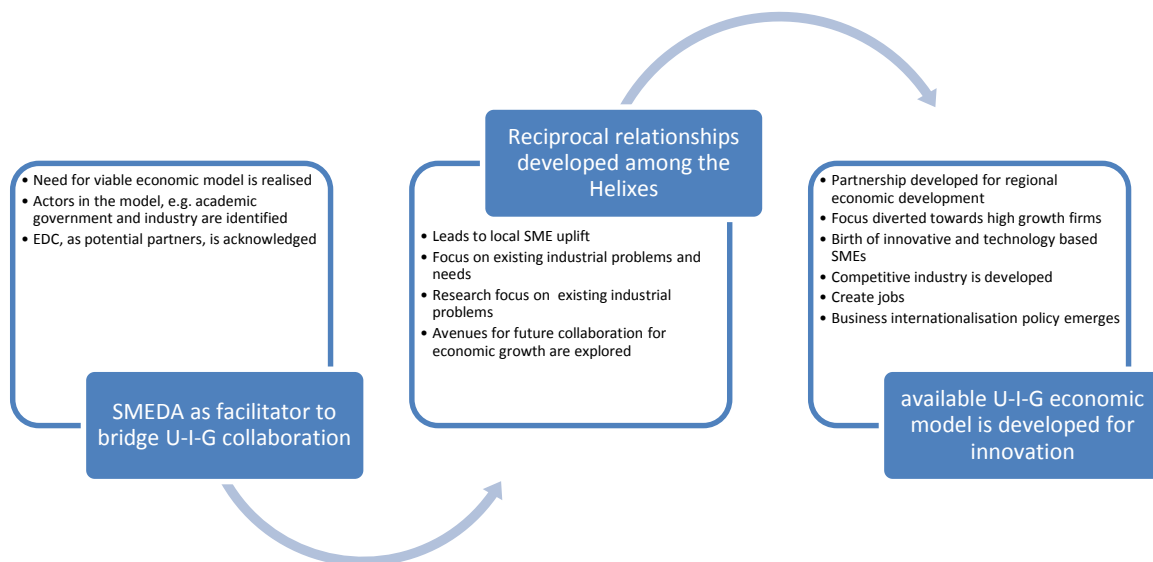 • Need for viable economic model is realised
• Actors in the model, e.g. academic
government and industry are identified
• EDC, as potential partners, is acknowledged
SMEDA as facilitator to
bridge U-I-G collaboration
Reciprocal relationships
developed among the
Helixes
• Leads to local SME uplift
• Focus on existing industrial problems and
needs
• Research focus on existing industrial
problems
• Avenues for future collaboration for
economic growth are explored
• Partnership developed for regional
economic development
• Focus diverted towards high growth firms
• Birth of innovative and technology based
SMEs
• Competitive industry is developed
• Create jobs
• Business internationalisation policy emerges
available U-I-G economic
model is developed for
innovation